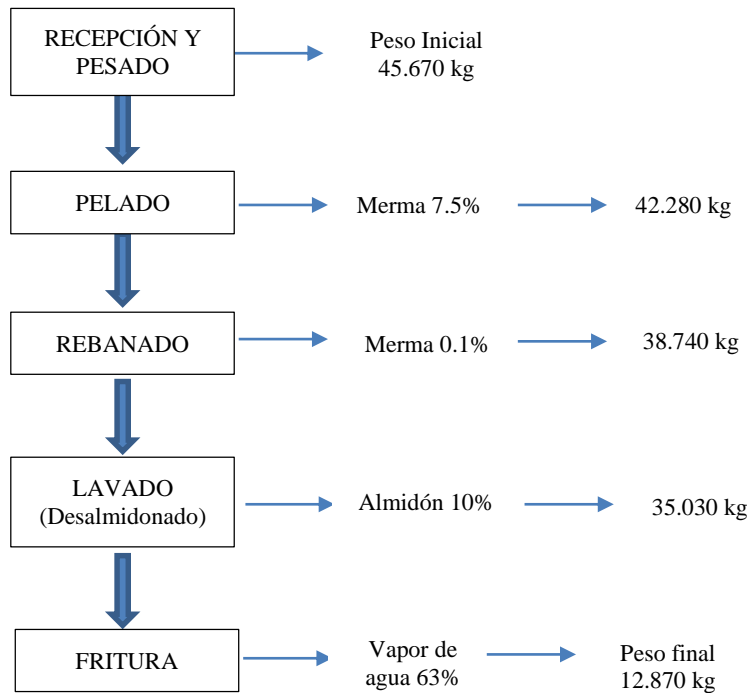 RECEPCIÓN Y
PESADO
Peso Inicial
45.670 kg
PELADO
Merma 7.5%
42.280 kg
REBANADO
Merma 0.1%
38.740 kg
LAVADO
(Desalmidonado)
Almidón 10%
35.030 kg
FRITURA
Vapor de
agua 63%
Peso final
12.870 kg